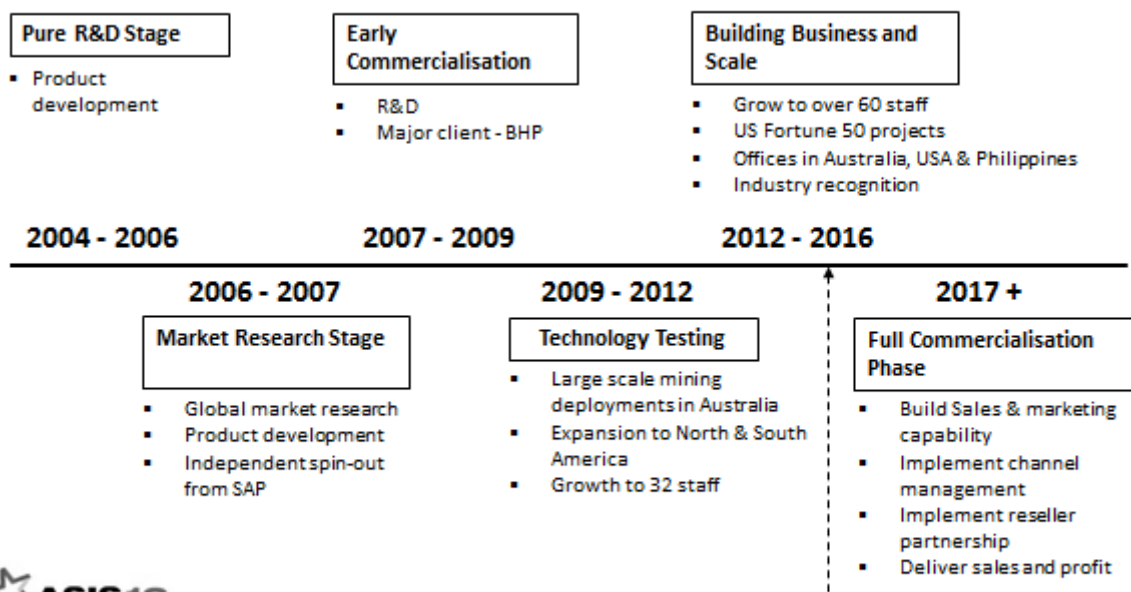 Pure R&D Stage
▪ Product
development
Early
Commercialisation
▪ R&D
▪ Major client - BHP
Building Business and
Scale
▪ Grow to over 60 staff
▪ US Fortune 50 projects
▪ Offices in Australia, USA & Philippines
▪ Industry recognition
2004 - 2006
2007 - 2009
2012 - 2016
2006 - 2007
2009 - 2012
2017 +
Market Research Stage
▪ Global market research
▪ Product development
▪ Independent spin-out
from SAP
Technology Testing
▪ Large scale mining
deployments in Australia
▪ Expansion to North & South
America
▪ Growth to 32 staff
Full Commercialisation
Phase
▪ Build Sales & marketing
capability
▪ Implement channel
management
▪ Implement reseller
partnership
▪ Deliver sales and profit